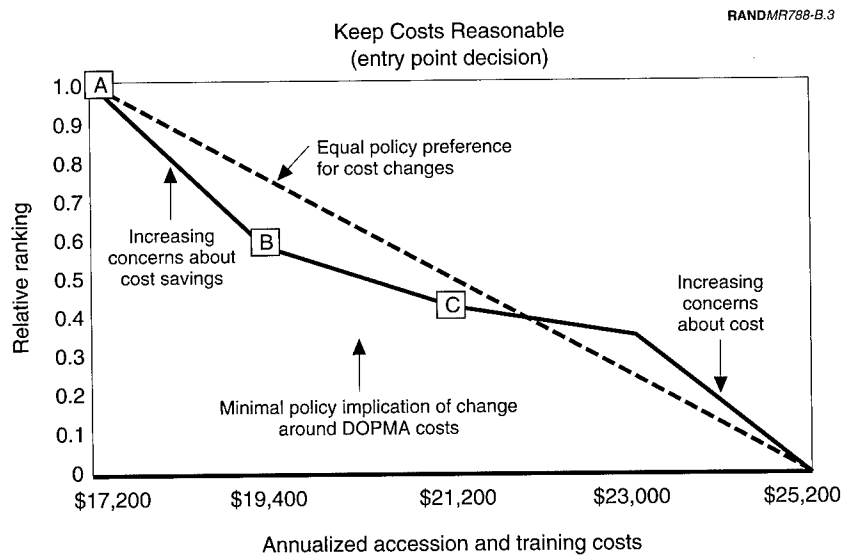 RANDMR788-B.3
Keep Costs Reasonable
(entry point decision)
Relative ranking
1.0
0.9
0.8
0.7
0.6
0.5
0.4
0.3
0.2
0.1
0
A
B
C
Equal policy preference
for cost changes
Increasing
concerns about
cost savings
Increasing
concerns
about cost
Minimal policy implication of change
around DOPMA costs
$17,200
$19,400
$21,200
$23,000
$25,200
Annualized accession and training costs